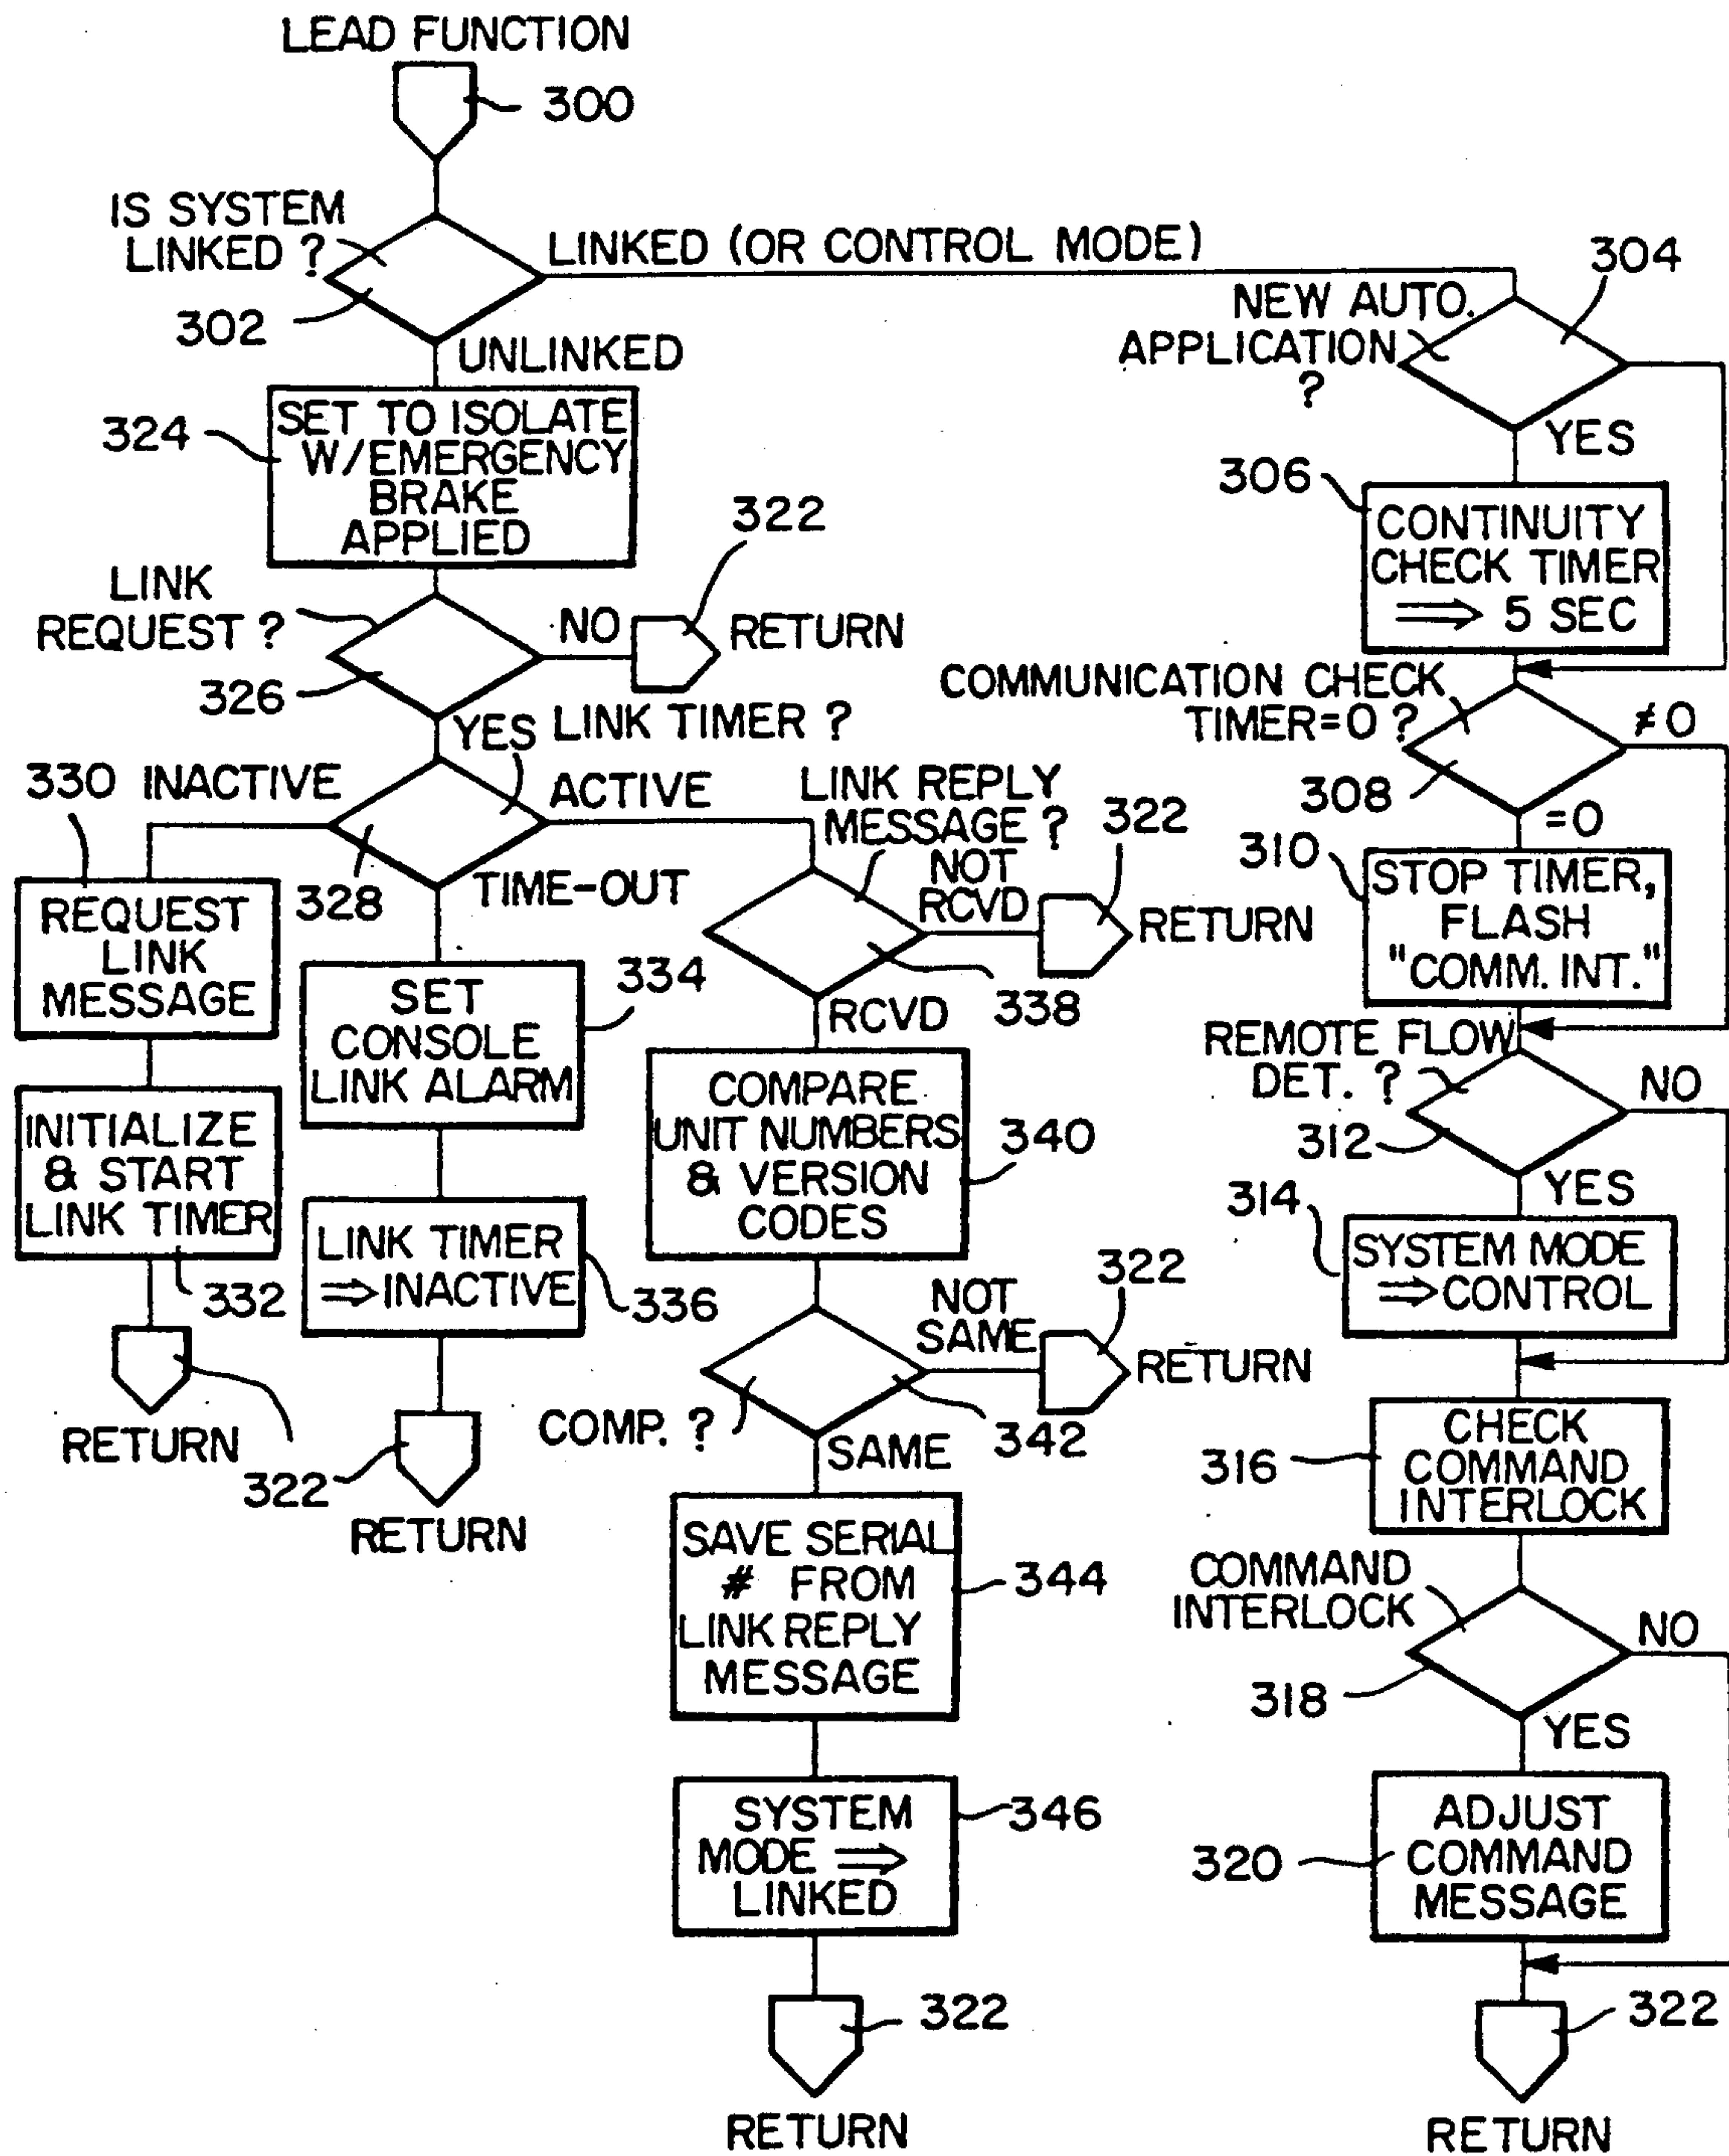 LEAD FUNCTION
300
IS SYSTEM
LINKED ?
302
LINKED (OR CONTROL MODE)
UNLINKED
324
SET TO ISOLATE
W/EMERGENCY
BRAKE
APPLIED
LINK
REQUEST ?
326
NO
322
RETURN
YES
LINK TIMER ?
330
INACTIVE
ACTIVE
328
TIME-OUT
REQUEST
LINK
MESSAGE
INITIALIZE
& START
LINK TIMER
332
RETURN
SET
CONSOLE
LINK ALARM
334
LINK TIMER
⇒INACTIVE
336
322
RETURN
LINK REPLY
MESSAGE ?
NOT
RCVD
322
RETURN
338
RCVD
COMPARE
UNIT NUMBERS
& VERSION
CODES
340
COMP. ?
NOT
SAME
322
RETURN
342
SAME
SAVE SERIAL
# FROM
LINK REPLY
MESSAGE
344
SYSTEM
MODE ⇒
LINKED
346
322
RETURN
304
NEW AUTO.
APPLICATION
?
YES
306
CONTINUITY
CHECK TIMER
⇒ 5 SEC
COMMUNICATION CHECK
TIMER=0 ?
≠0
308
=0
310
STOP TIMER,
FLASH
"COMM. INT."
REMOTE FLOW
DET. ?
NO
312
YES
314
SYSTEM MODE
⇒CONTROL
316
CHECK
COMMAND
INTERLOCK
COMMAND
INTERLOCK
NO
318
YES
320
ADJUST
COMMAND
MESSAGE
322
RETURN